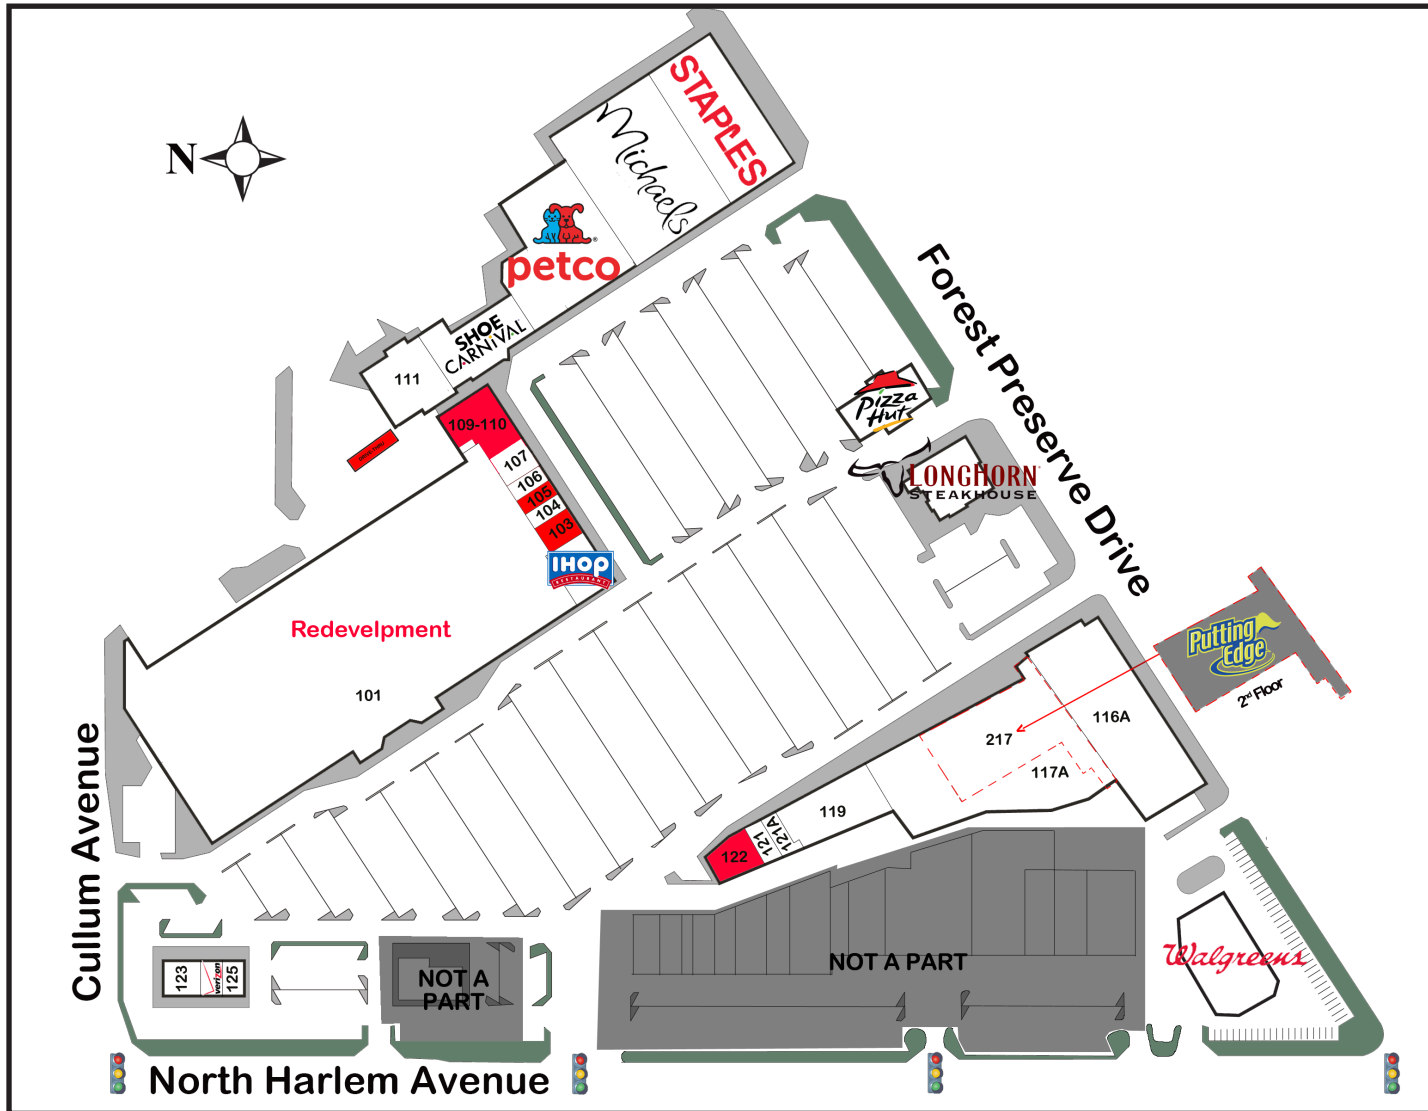 STAPLES
Michaels
N
petco
Forest Preserve Drive
SHOE
CARNIVAL
111
Pizza
Hut
109-110
107
LONGHORN
STEAKHOUSE
106
105
104
103
IHOP
RESTAURANT
Redevelpment
Putting
Edge
2nd Floor
101
116A
217
117A
119
121A
121
122
Cullum Avenue
Walgreens
NOT A PART
123
verizon
125
NOT A
PART
North Harlem Avenue